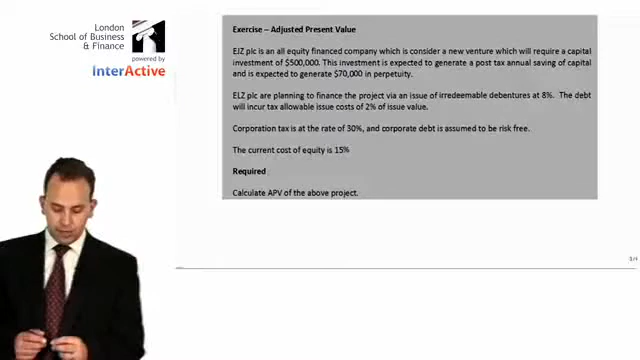 London
School of Business
& Finance
powered by
InterActive
Exercise – Adjusted Present Value
EJZ plc is an all equity financed company which is consider a new venture which will require a capital
investment of $500,000. This investment is expected to generate a post tax annual saving of capital
and is expected to generate $70,000 in perpetuity.
ELZ plc are planning to finance the project via an issue of irredeemable debentures at 8%. The debt
will incur tax allowable issue costs of 2% of issue value.
Corporation tax is at the rate of 30%, and corporate debt is assumed to be risk free.
The current cost of equity is 15%
Required
Calculate APV of the above project.